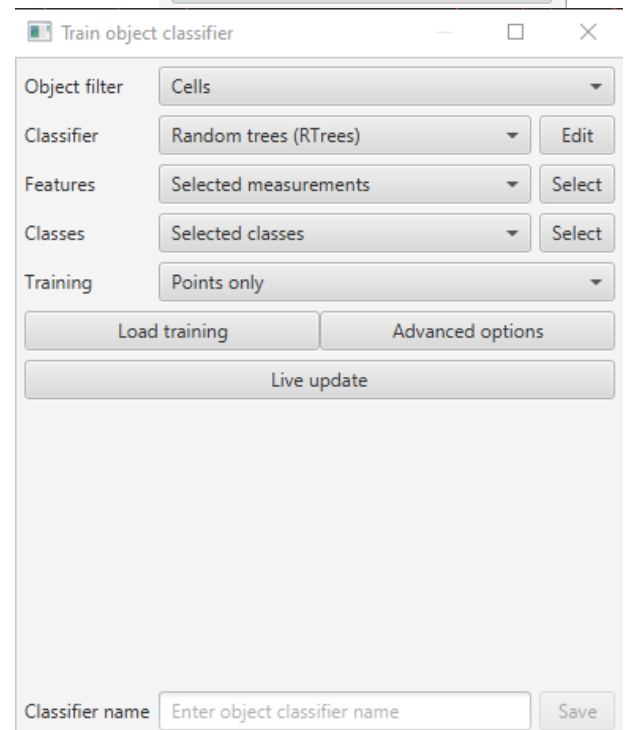 Train object classifier
Object filter Cells
Classifier Random trees (RTrees) Edit
Features Selected measurements Select
Classes Selected classes Select
Training Points only
Load training Advanced options
Live update
Classifier name Enter object classifier name Save